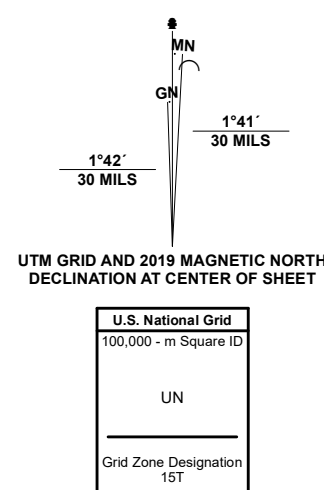 MN
GN
1°41´
30 MILS
1°42´
30 MILS
UTM GRID AND 2019 MAGNETIC NORTH
DECLINATION AT CENTER OF SHEET
U.S. National Grid
100,000 - m Square ID
UN
Grid Zone Designation
15T